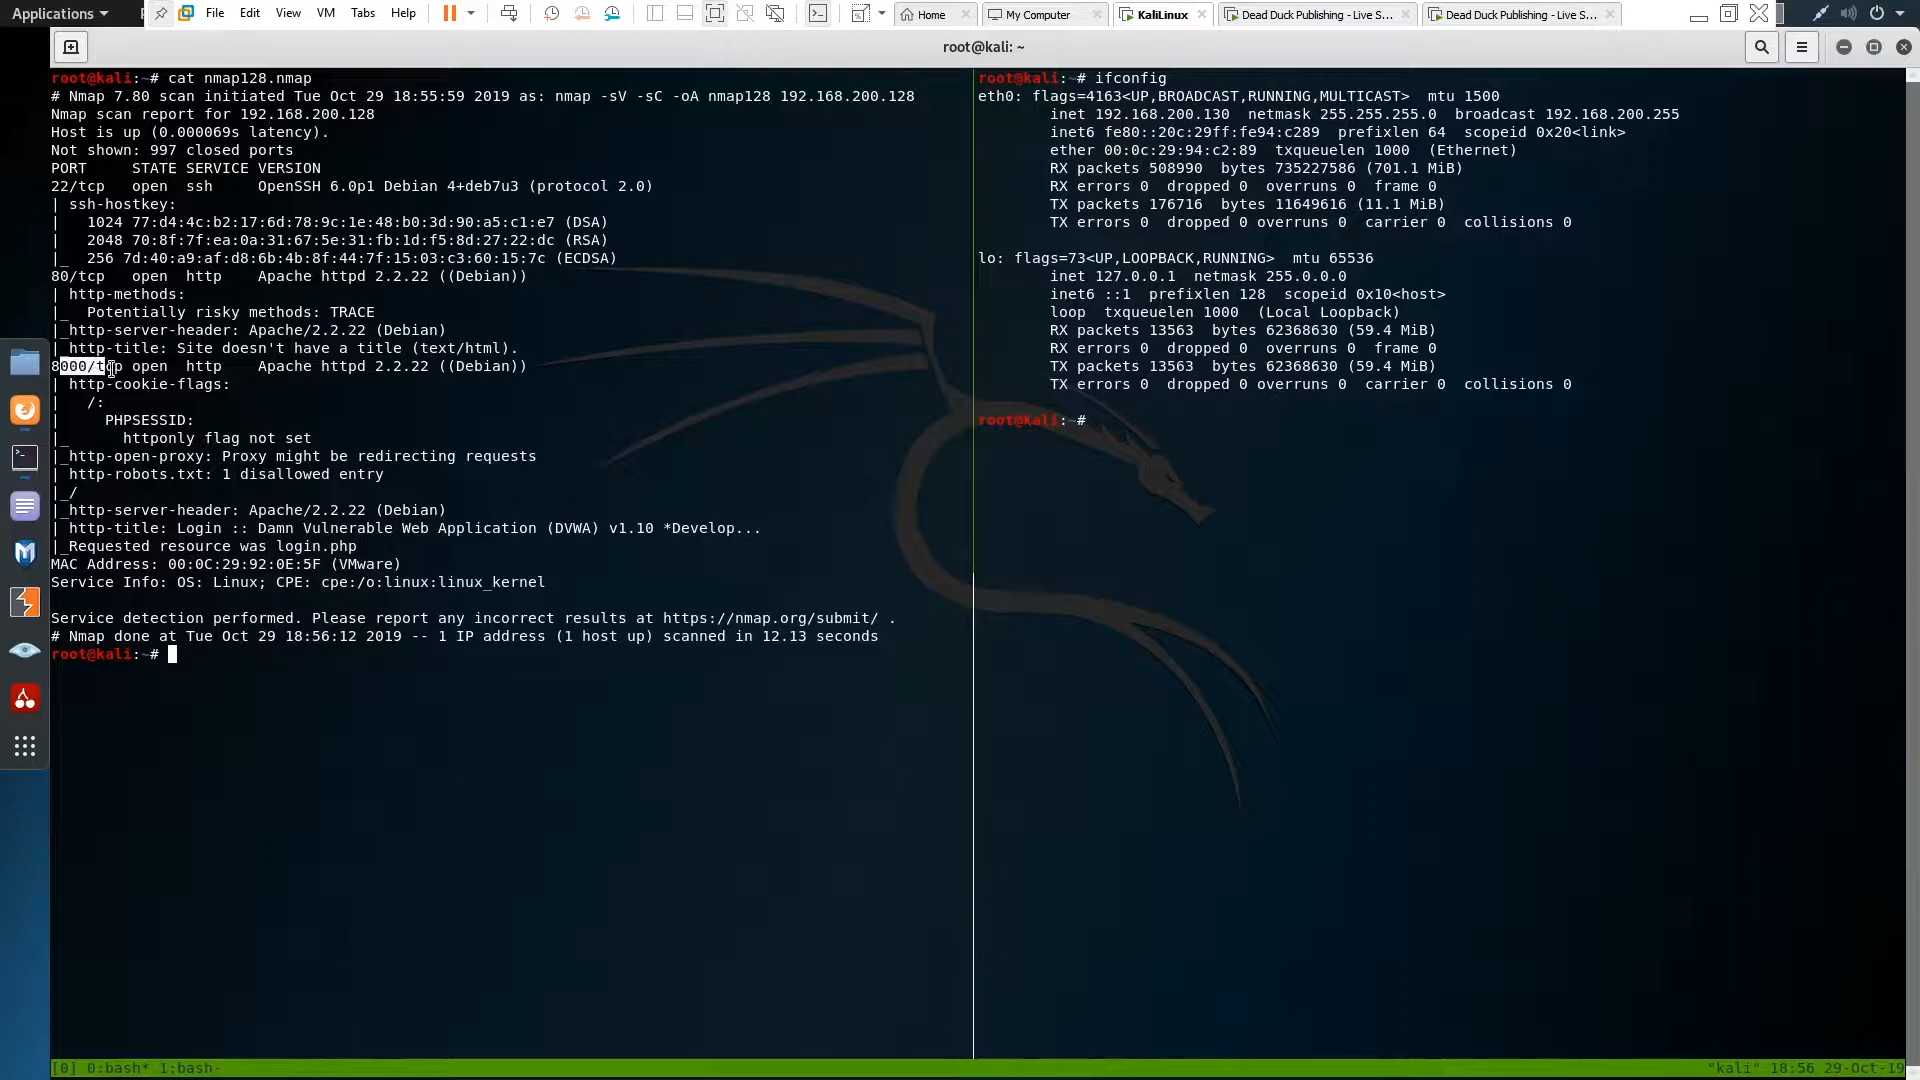 Applications
File Edit View VM Tabs Help
Home
My Computer
KaliLinux
Dead Duck Publishing - Live S...
Dead Duck Publishing - Live S...
root@kali: ~
root@kali:~# cat nmap128.nmap
# Nmap 7.80 scan initiated Tue Oct 29 18:55:59 2019 as: nmap -sV -sC -oA nmap128 192.168.200.128
Nmap scan report for 192.168.200.128
Host is up (0.000069s latency).
Not shown: 997 closed ports
PORT     STATE SERVICE VERSION
22/tcp   open  ssh     OpenSSH 6.0p1 Debian 4+deb7u3 (protocol 2.0)
| ssh-hostkey:
|   1024 77:d4:4c:b2:17:6d:78:9c:1e:48:b0:3d:90:a5:c1:e7 (DSA)
|   2048 70:8f:7f:ea:0a:31:67:5e:31:fb:1d:f5:8d:27:22:dc (RSA)
|_  256 7d:40:a9:af:d8:6b:4b:8f:44:7f:15:03:c3:60:15:7c (ECDSA)
80/tcp   open  http    Apache httpd 2.2.22 ((Debian))
| http-methods:
|_  Potentially risky methods: TRACE
|_http-server-header: Apache/2.2.22 (Debian)
|_http-title: Site doesn't have a title (text/html).
8000/tcp open  http    Apache httpd 2.2.22 ((Debian))
| http-cookie-flags:
|   /:
|     PHPSESSID:
|_      httponly flag not set
|_http-open-proxy: Proxy might be redirecting requests
| http-robots.txt: 1 disallowed entry
|_/
|_http-server-header: Apache/2.2.22 (Debian)
| http-title: Login :: Damn Vulnerable Web Application (DVWA) v1.10 *Develop...
|_Requested resource was login.php
MAC Address: 00:0C:29:92:0E:5F (VMware)
Service Info: OS: Linux; CPE: cpe:/o:linux:linux_kernel
Service detection performed. Please report any incorrect results at https://nmap.org/submit/ .
# Nmap done at Tue Oct 29 18:56:12 2019 -- 1 IP address (1 host up) scanned in 12.13 seconds
root@kali:~#
root@kali:~# ifconfig
eth0: flags=4163<UP,BROADCAST,RUNNING,MULTICAST>  mtu 1500
inet 192.168.200.130  netmask 255.255.255.0  broadcast 192.168.200.255
inet6 fe80::20c:29ff:fe94:c289  prefixlen 64  scopeid 0x20<link>
ether 00:0c:29:94:c2:89  txqueuelen 1000  (Ethernet)
RX packets 508990  bytes 735227586 (701.1 MiB)
RX errors 0  dropped 0  overruns 0  frame 0
TX packets 176716  bytes 11649616 (11.1 MiB)
TX errors 0  dropped 0 overruns 0  carrier 0  collisions 0
lo: flags=73<UP,LOOPBACK,RUNNING>  mtu 65536
inet 127.0.0.1  netmask 255.0.0.0
inet6 ::1  prefixlen 128  scopeid 0x10<host>
loop  txqueuelen 1000  (Local Loopback)
RX packets 13563  bytes 62368630 (59.4 MiB)
RX errors 0  dropped 0  overruns 0  frame 0
TX packets 13563  bytes 62368630 (59.4 MiB)
TX errors 0  dropped 0 overruns 0  carrier 0  collisions 0
root@kali:~#
[0] 0:bash* 1:bash-
"kali" 18:56 29-Oct-19